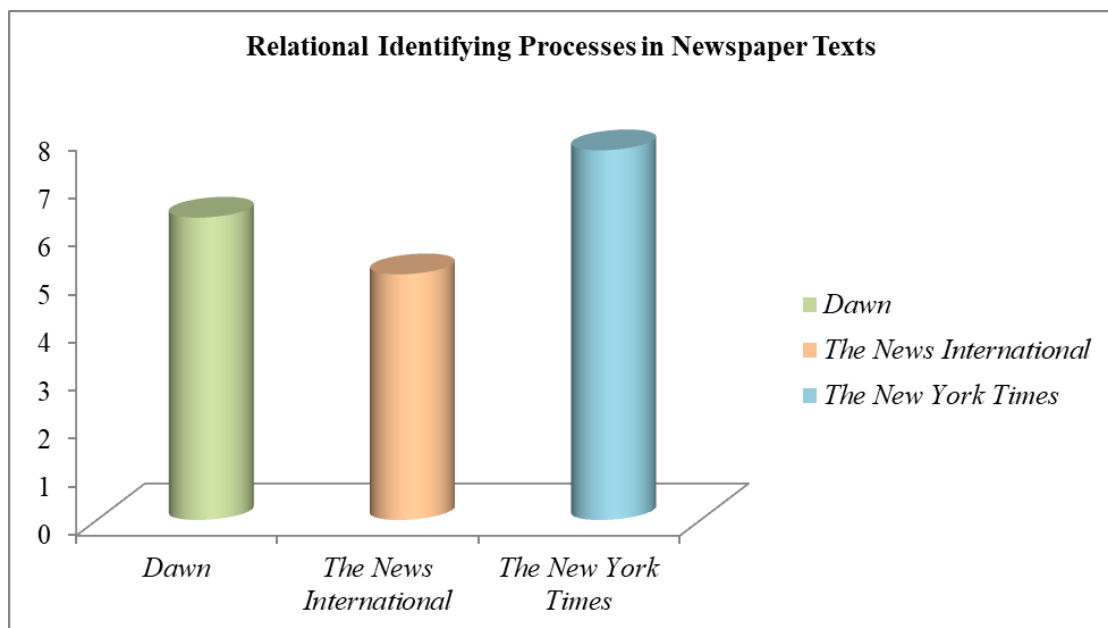 Relational Identifying Processes in Newspaper Texts
8
7
6
5
4
3
2
1
0
Dawn
The News
International
The New York
Times
Dawn
The News International
The New York Times